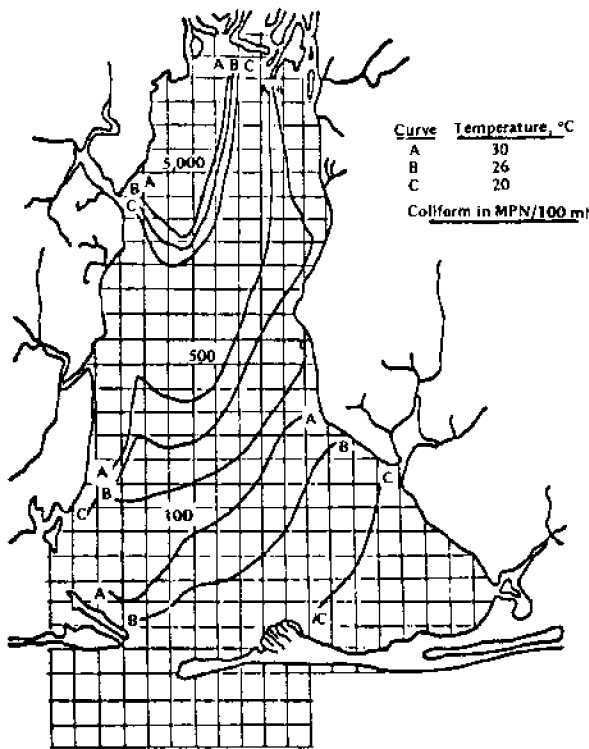 A B C
A
Curve Temperature, °C
A 30
B 26
C 20
Coliform in MPN/100 ml
5,000
A
B
C
500
A
B
C
A
B
C
100
A
B
C